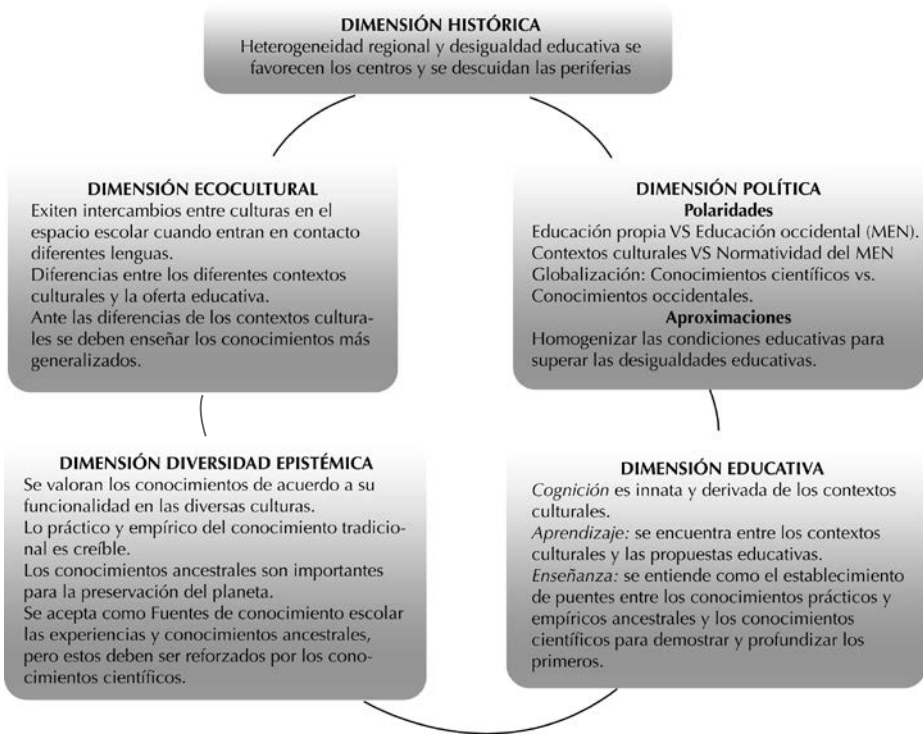 DIMENSIÓN HISTÓRICA
Heterogeneidad regional y desigualdad educativa se
favorecen los centros y se descuidan las periferias
DIMENSIÓN ECOCULTURAL
Exiten intercambios entre culturas en el
espacio escolar cuando entran en contacto
diferentes lenguas.
Diferencias entre los diferentes contextos
culturales y la oferta educativa.
Ante las diferencias de los contextos cultura-
les se deben enseñar los conocimientos más
generalizados.
DIMENSIÓN POLÍTICA
Polaridades
Educación propia VS Educación occidental (MEN).
Contextos culturales VS Normatividad del MEN
Globalización: Conocimientos científicos vs.
Conocimientos occidentales.
Aproximaciones
Homogenizar las condiciones educativas para
superar las desigualdades educativas.
DIMENSIÓN DIVERSIDAD EPISTÉMICA
Se valoran los conocimientos de acuerdo a su
funcionalidad en las diversas culturas.
Lo práctico y empírico del conocimiento tradicio-
nal es creíble.
Los conocimientos ancestrales son importantes
para la preservación del planeta.
Se acepta como Fuentes de conocimiento escolar
las experiencias y conocimientos ancestrales,
pero estos deben ser reforzados por los cono-
cimientos científicos.
DIMENSIÓN EDUCATIVA
Cognición es innata y derivada de los contextos
culturales.
Aprendizaje: se encuentra entre los contextos
culturales y las propuestas educativas.
Enseñanza: se entiende como el establecimiento
de puentes entre los conocimientos prácticos y
empíricos ancestrales y los conocimientos
científicos para demostrar y profundizar los
primeros.